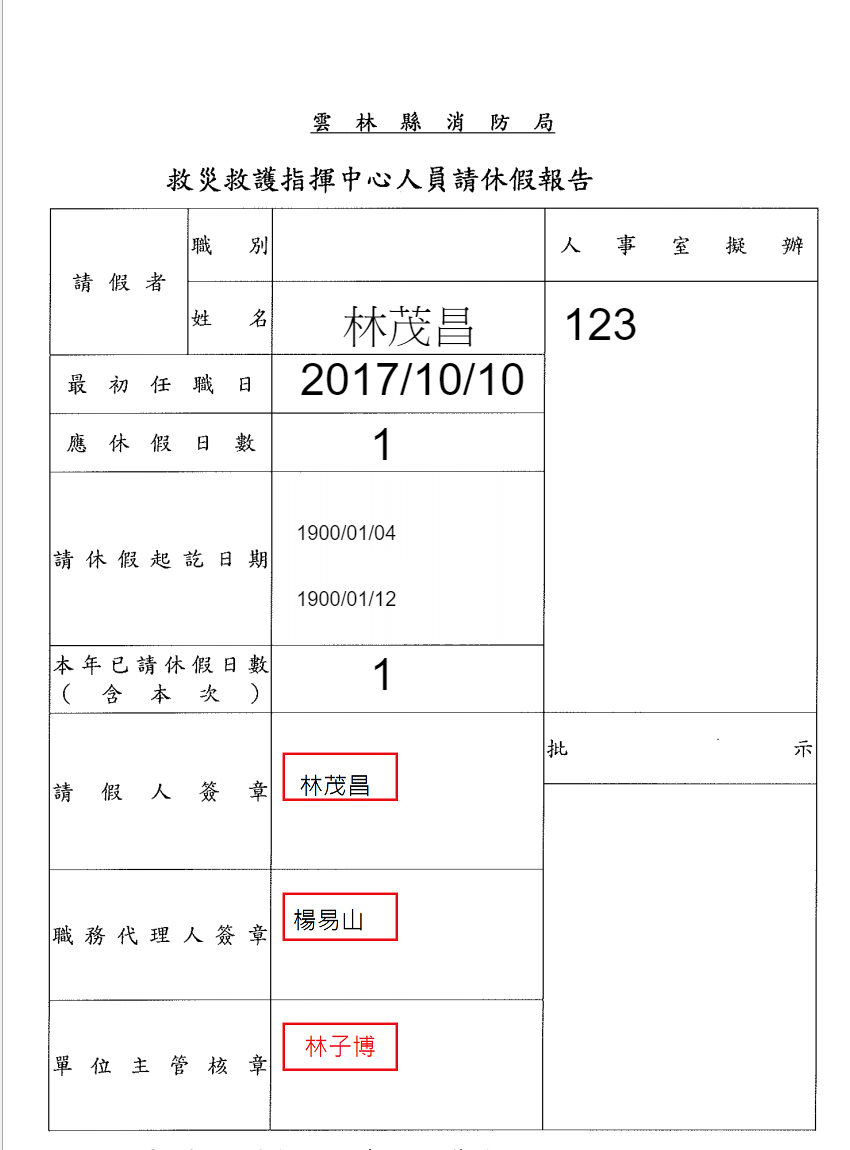 雲林縣消防局
救災救護指揮中心人員請休假報告
請假者
職別
人事室擬辦
姓名
林茂昌
123
最初任職日
2017/10/10
應休假日數
1
請休假起訖日期
1900/01/04
1900/01/12
本年已請休假日數
（含本次）
1
批示
請假人簽章
林茂昌
職務代理人簽章
楊易山
單位主管核章
林子博